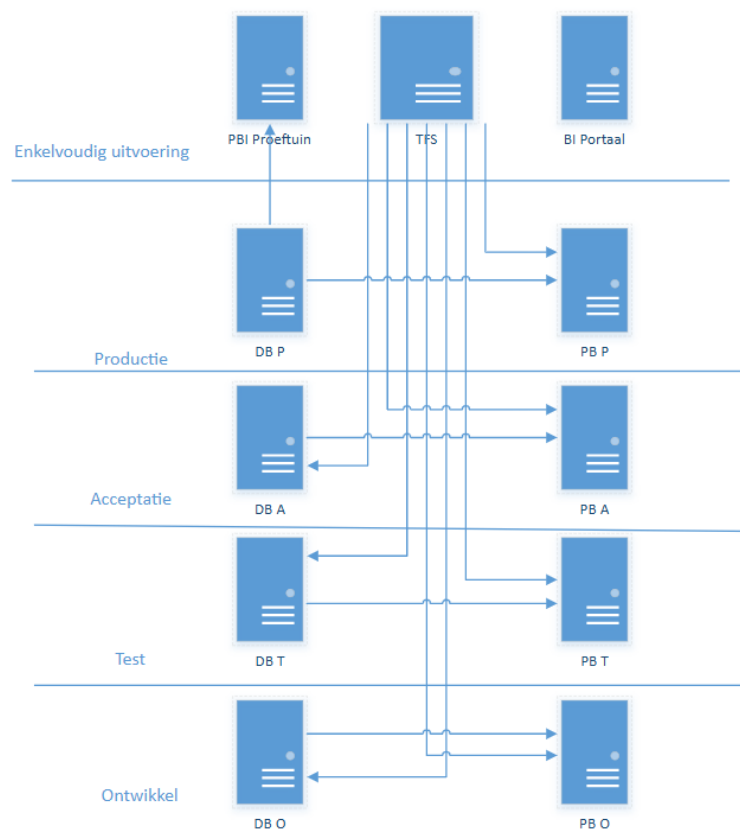 PBI Proeftuin
TFS
BI Portaal
Enkelvoudig uitvoering
DB P
PB P
Productie
DB A
PB A
Acceptatie
DB T
PB T
Test
DB O
PB O
Ontwikkel